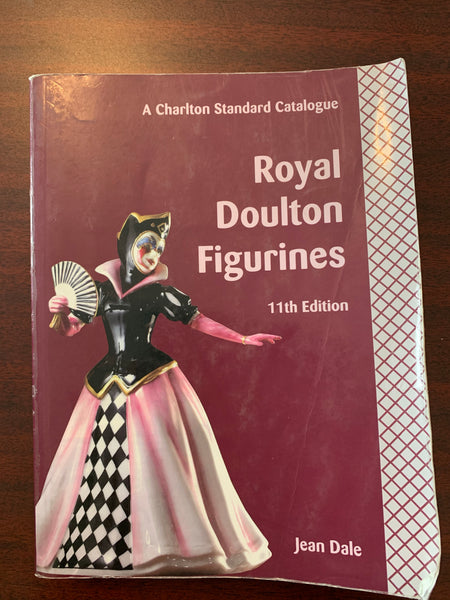 A Charlton Standard Catalogue
Royal
Doulton
Figurines
11th Edition
Jean Dale